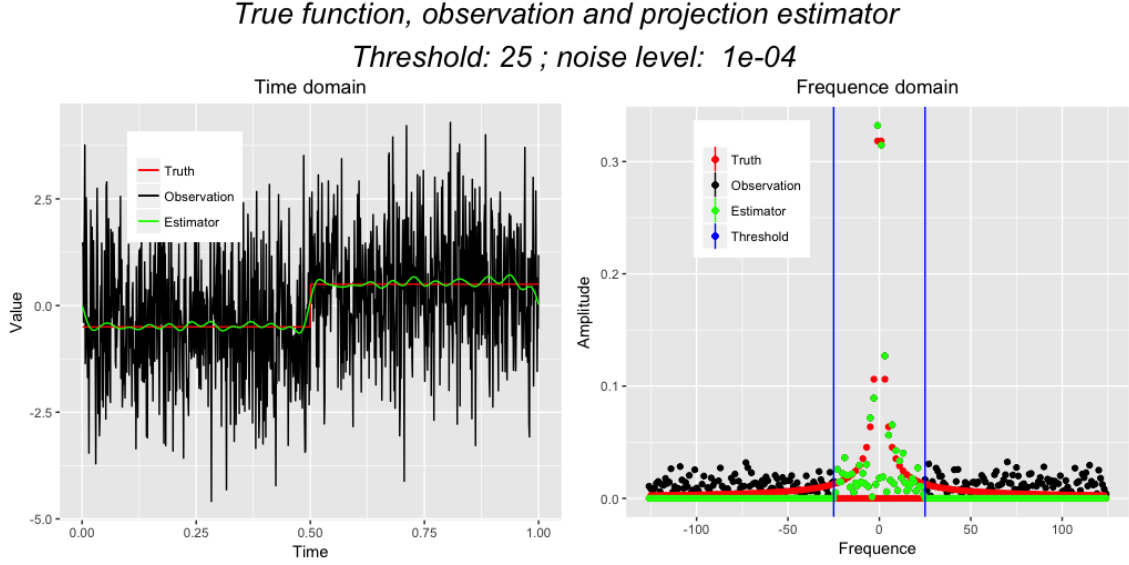 True function, observation and projection estimator
Threshold: 25 ; noise level: 1e-04
Time domain
Value
2.5
0.0
-2.5
-5.0
Truth
Observation
Estimator
0.00
0.25
0.50
0.75
1.00
Time
Frequence domain
Amplitude
0.3
0.2
0.1
0.0
Truth
Observation
Estimator
Threshold
-100
-50
0
50
100
Frequence